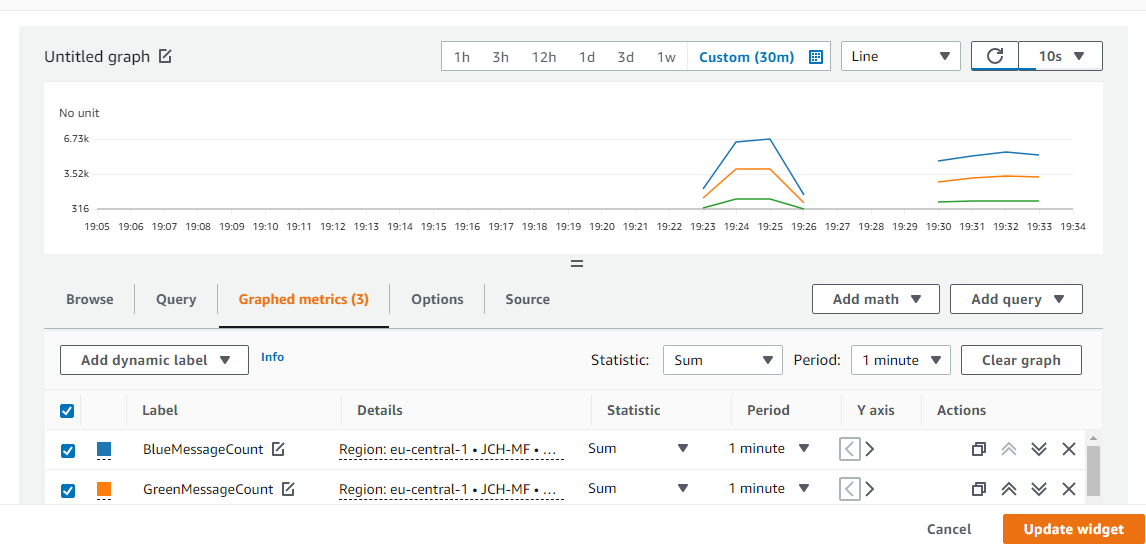 Untitled graph
1h 3h 12h 1d 3d 1w Custom (30m) Line 10s
No unit
6.73k
3.52k
316
19:05 19:06 19:07 19:08 19:09 19:10 19:11 19:12 19:13 19:14 19:15 19:16 19:17 19:18 19:19 19:20 19:21 19:22 19:23 19:24 19:25 19:26 19:27 19:28 19:29 19:30 19:31 19:32 19:33 19:34
Browse Query Graphed metrics (3) Options Source Add math Add query
Add dynamic label Info Statistic: Sum Period: 1 minute Clear graph
Label Details Statistic Period Y axis Actions
BlueMessageCount Region: eu-central-1 • JCH-MF • ... Sum 1 minute
GreenMessageCount Region: eu-central-1 • JCH-MF • ... Sum 1 minute
Cancel Update widget